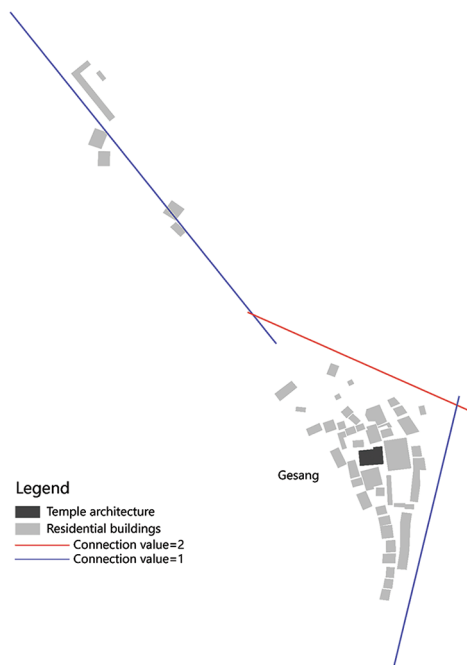 Gesang
Legend
Temple architecture
Residential buildings
Connection value=2
Connection value=1